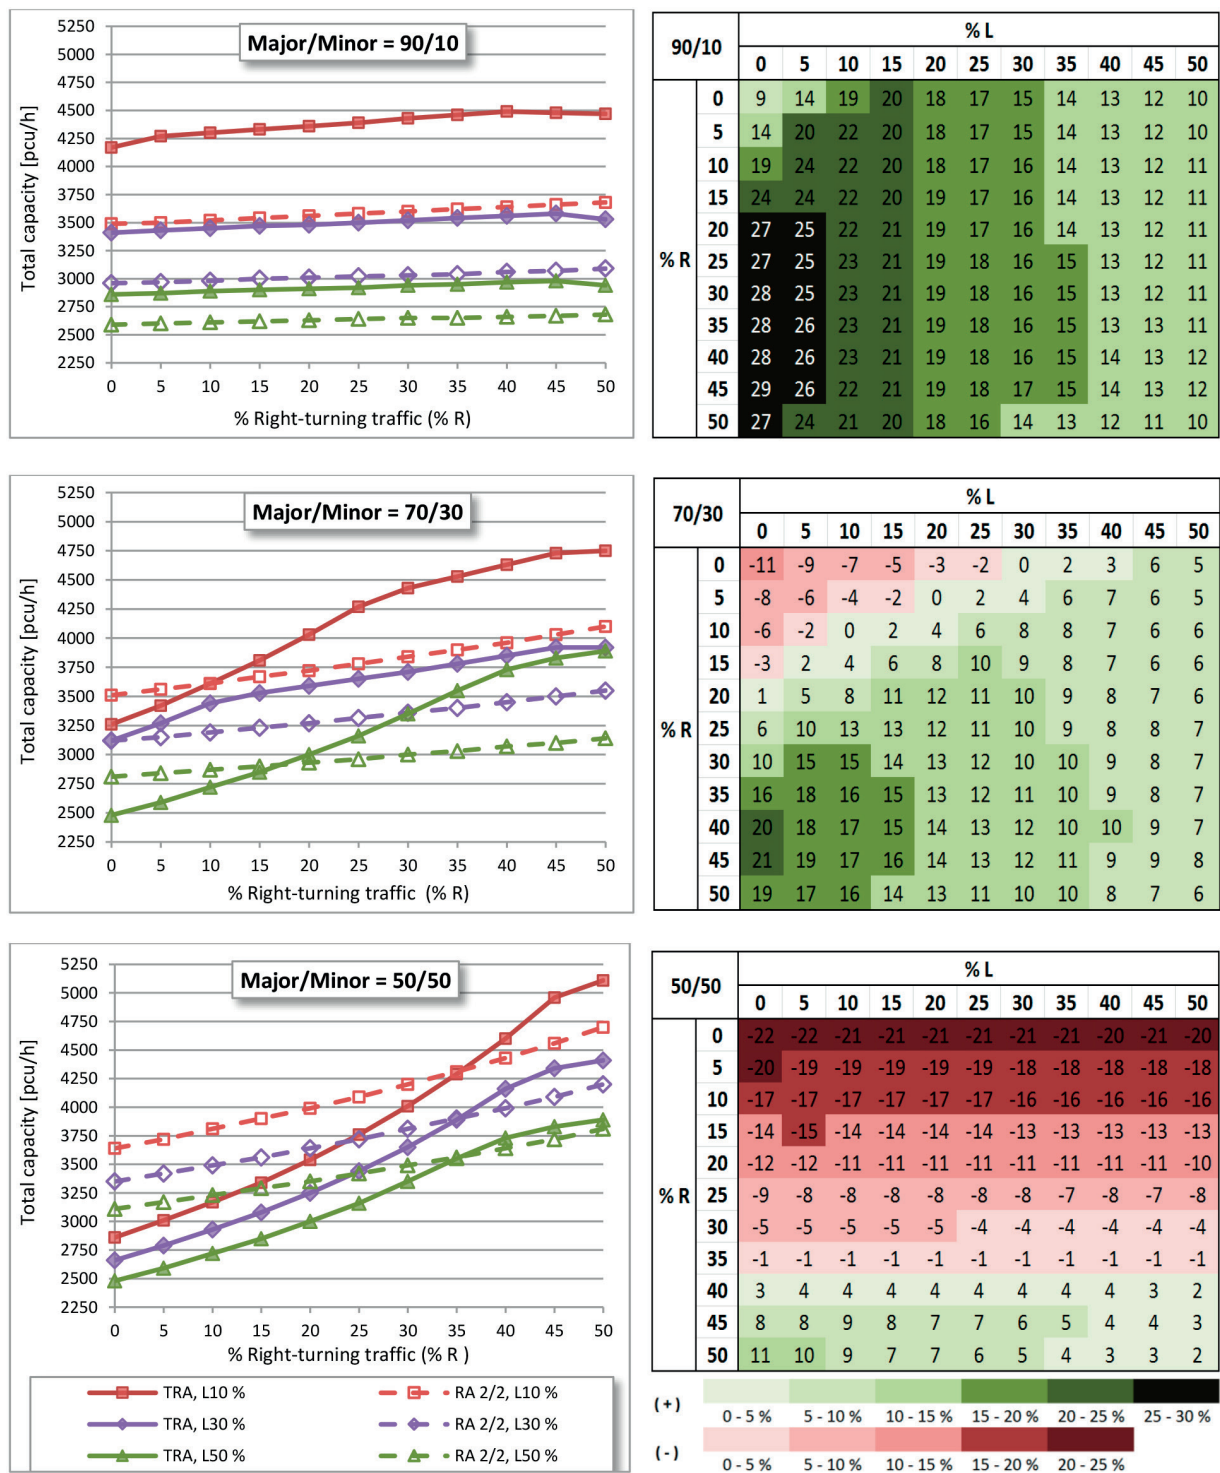 Major/Minor = 90/10
Total capacity [pcu/h]
5250
5000
4750
4500
4250
4000
3750
3500
3250
3000
2750
2500
2250
0 5 10 15 20 25 30 35 40 45 50
% Right-turning traffic (% R)
90/10 % L
0 5 10 15 20 25 30 35 40 45 50
% R
0 9 14 19 20 18 17 15 14 13 12 10
5 14 20 22 20 18 17 15 14 13 12 10
10 19 24 22 20 18 17 16 14 13 12 11
15 24 24 22 20 19 17 16 14 13 12 11
20 27 25 22 21 19 17 16 14 13 12 11
25 27 25 23 21 19 18 16 15 13 12 11
30 28 25 23 21 19 18 16 15 13 12 11
35 28 26 23 21 19 18 16 15 13 13 11
40 28 26 23 21 19 18 16 15 14 13 12
45 29 26 22 21 19 18 17 15 14 13 12
50 27 24 21 20 18 16 14 13 12 11 10
Major/Minor = 70/30
Total capacity [pcu/h]
5250
5000
4750
4500
4250
4000
3750
3500
3250
3000
2750
2500
2250
0 5 10 15 20 25 30 35 40 45 50
% Right-turning traffic (% R)
70/30 % L
0 5 10 15 20 25 30 35 40 45 50
% R
0 -11 -9 -7 -5 -3 -2 0 2 3 6 5
5 -8 -6 -4 -2 0 2 4 6 7 6 5
10 -6 -2 0 2 4 6 8 8 7 6 6
15 -3 2 4 6 8 10 9 8 7 6 6
20 1 5 8 11 12 11 10 9 8 7 6
25 6 10 13 13 12 11 10 9 8 8 7
30 10 15 15 14 13 12 10 10 9 8 7
35 16 18 16 15 13 12 11 10 9 8 7
40 20 18 17 15 14 13 12 10 10 9 7
45 21 19 17 16 14 13 12 11 9 9 8
50 19 17 16 14 13 11 10 10 8 7 6
Major/Minor = 50/50
Total capacity [pcu/h]
5250
5000
4750
4500
4250
4000
3750
3500
3250
3000
2750
2500
2250
0 5 10 15 20 25 30 35 40 45 50
% Right-turning traffic (% R )
TRA, L10 % RA 2/2, L10 %
TRA, L30 % RA 2/2, L30 %
TRA, L50 % RA 2/2, L50 %
50/50 % L
0 5 10 15 20 25 30 35 40 45 50
% R
0 -22 -22 -21 -21 -21 -21 -21 -21 -20 -21 -20
5 -20 -19 -19 -19 -19 -19 -18 -18 -18 -18 -18
10 -17 -17 -17 -17 -17 -17 -16 -16 -16 -16 -16
15 -14 -15 -14 -14 -14 -14 -13 -13 -13 -13 -13
20 -12 -12 -11 -11 -11 -11 -11 -11 -11 -11 -10
25 -9 -8 -8 -8 -8 -8 -8 -7 -8 -7 -8
30 -5 -5 -5 -5 -5 -4 -4 -4 -4 -4 -4
35 -1 -1 -1 -1 -1 -1 -1 -1 -1 -1 -1
40 3 4 4 4 4 4 4 4 4 3 2
45 8 8 9 8 7 7 6 5 4 4 3
50 11 10 9 7 7 6 5 4 3 3 2
(+) 0 - 5 % 5 - 10 % 10 - 15 % 15 - 20 % 20 - 25 % 25 - 30 %
(-) 0 - 5 % 5 - 10 % 10 - 15 % 15 - 20 % 20 - 25 %